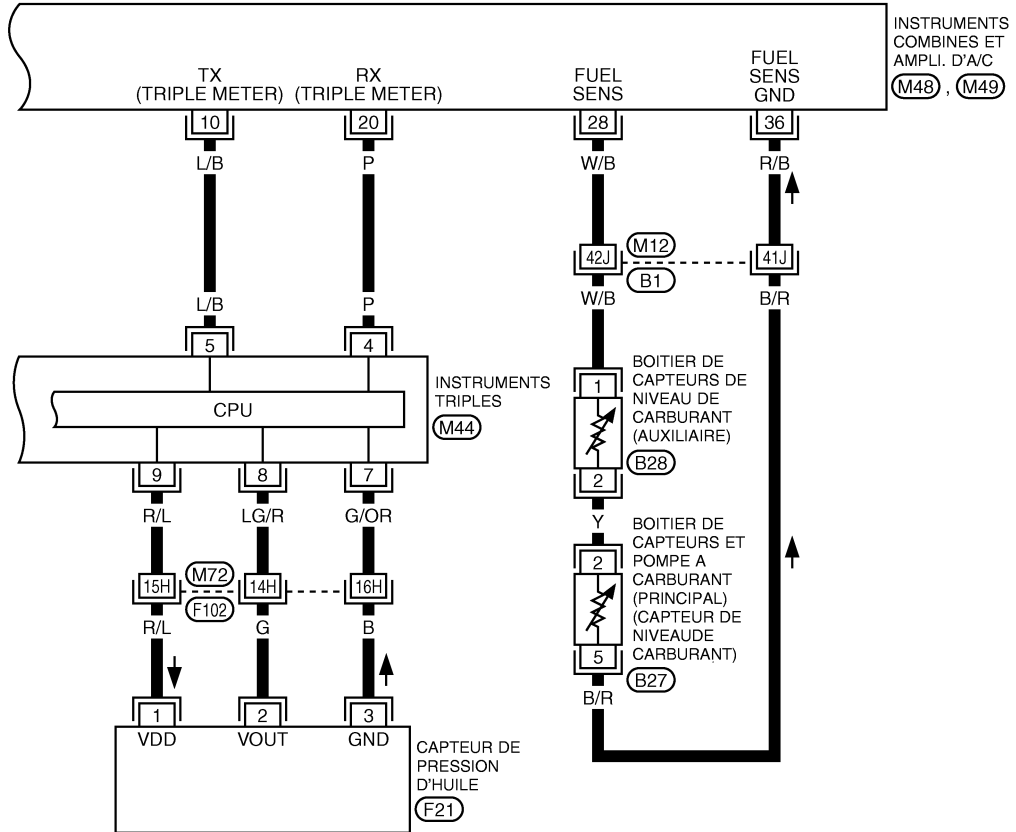 INSTRUMENTS
COMBINES ET
AMPLI. D'A/C
M48 , M49
TX
(TRIPLE METER)
RX
(TRIPLE METER)
FUEL
SENS
FUEL
SENS
GND
10
20
28
36
L/B
P
W/B
R/B
42J
M12
B1
41J
L/B
P
W/B
B/R
5
4
CPU
INSTRUMENTS
TRIPLES
M44
1
BOITIER DE
CAPTEURS DE
NIVEAU DE
CARBURANT
(AUXILIAIRE)
B28
2
9
8
7
R/L
LG/R
G/OR
Y
2
BOITIER DE
CAPTEURS ET
POMPE A
CARBURANT
(PRINCIPAL)
(CAPTEUR DE
NIVEAUDE
CARBURANT)
B27
5
B/R
15H
M72
F102
14H
16H
R/L
G
B
1
2
3
VDD
VOUT
GND
CAPTEUR DE
PRESSION
D'HUILE
F21